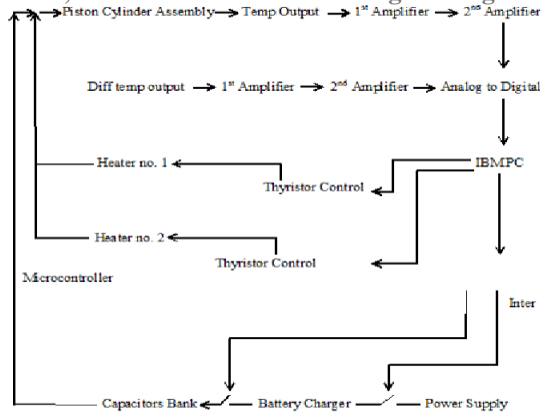 Piston Cylinder Assembly Temp Output 1st Amplifier 2nd Amplifier
Diff temp output 1st Amplifier 2nd Amplifier Analog to Digital
Heater no. 1 IBMPC
Thyristor Control
Heater no. 2
Thyristor Control
Microcontroller
Inter
Capacitors Bank Battery Charger Power Supply